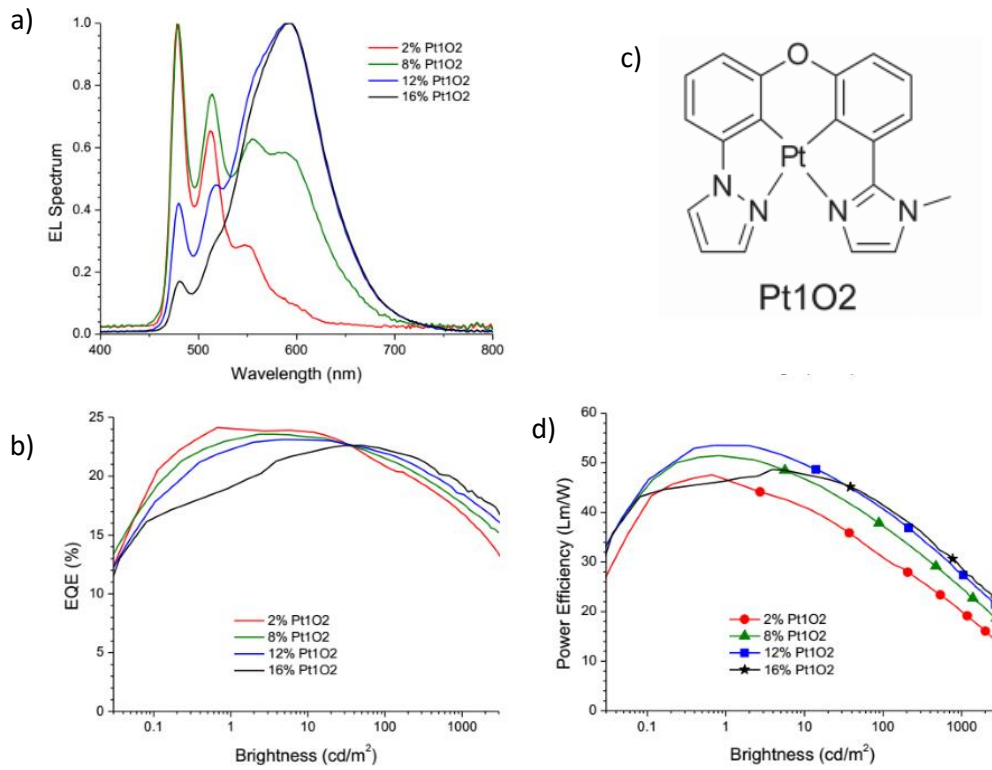 a)
1.0
0.8
0.6
0.4
0.2
0.0
EL Spectrum
2% Pt1O2
8% Pt1O2
12% Pt1O2
16% Pt1O2
400 500 600 700 800
Wavelength (nm)
c)
O
Pt
N
N
N
N
Pt1O2
b)
25
20
15
10
5
0
EQE (%)
2% Pt1O2
8% Pt1O2
12% Pt1O2
16% Pt1O2
0.1 1 10 100 1000
Brightness (cd/m²)
d)
60
50
40
30
20
10
0
Power Efficiency (Lm/W)
2% Pt1O2
8% Pt1O2
12% Pt1O2
16% Pt1O2
0.1 1 10 100 1000
Brightness (cd/m²)